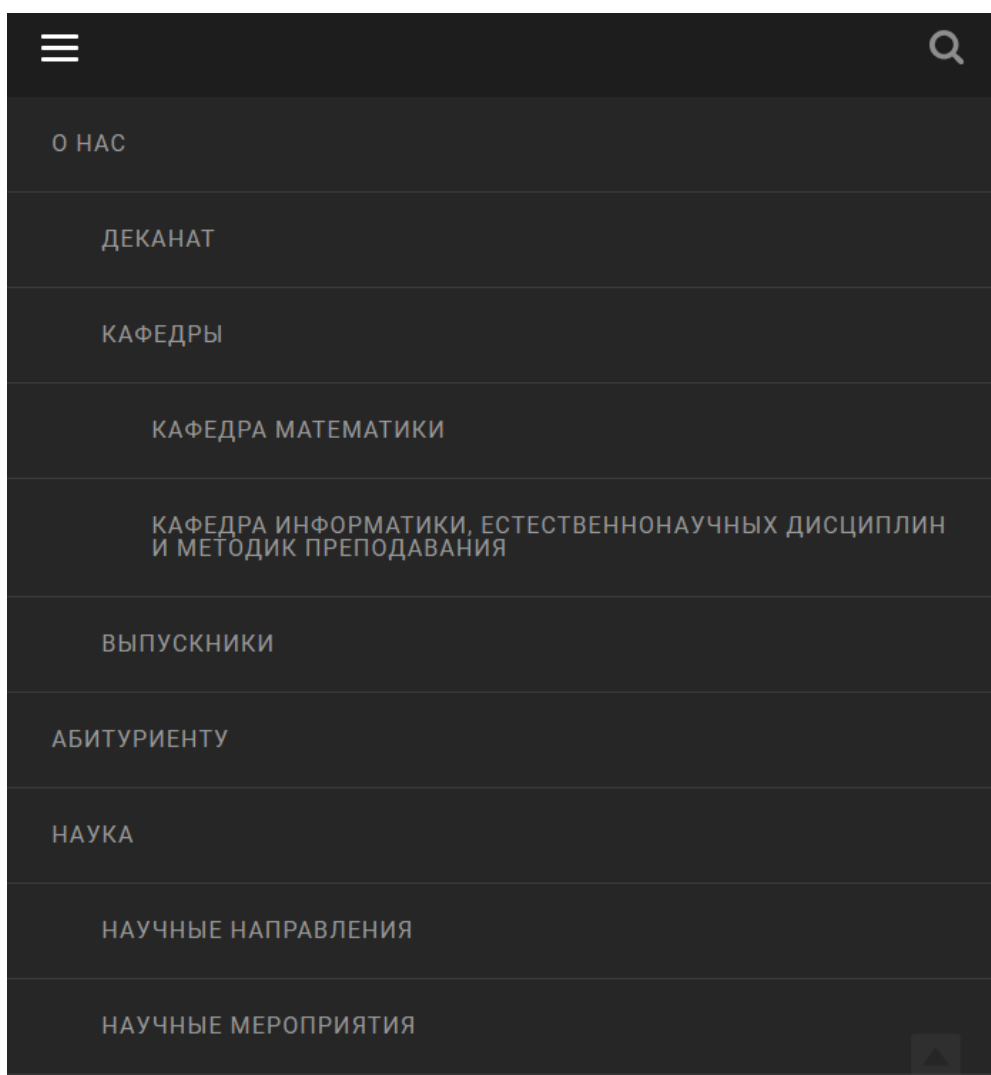 О НАС
ДЕКАНАТ
КАФЕДРЫ
КАФЕДРА МАТЕМАТИКИ
КАФЕДРА ИНФОРМАТИКИ, ЕСТЕСТВЕННОНАУЧНЫХ ДИСЦИПЛИН
И МЕТОДИК ПРЕПОДАВАНИЯ
ВЫПУСКНИКИ
АБИТУРИЕНТУ
НАУКА
НАУЧНЫЕ НАПРАВЛЕНИЯ
НАУЧНЫЕ МЕРОПРИЯТИЯ